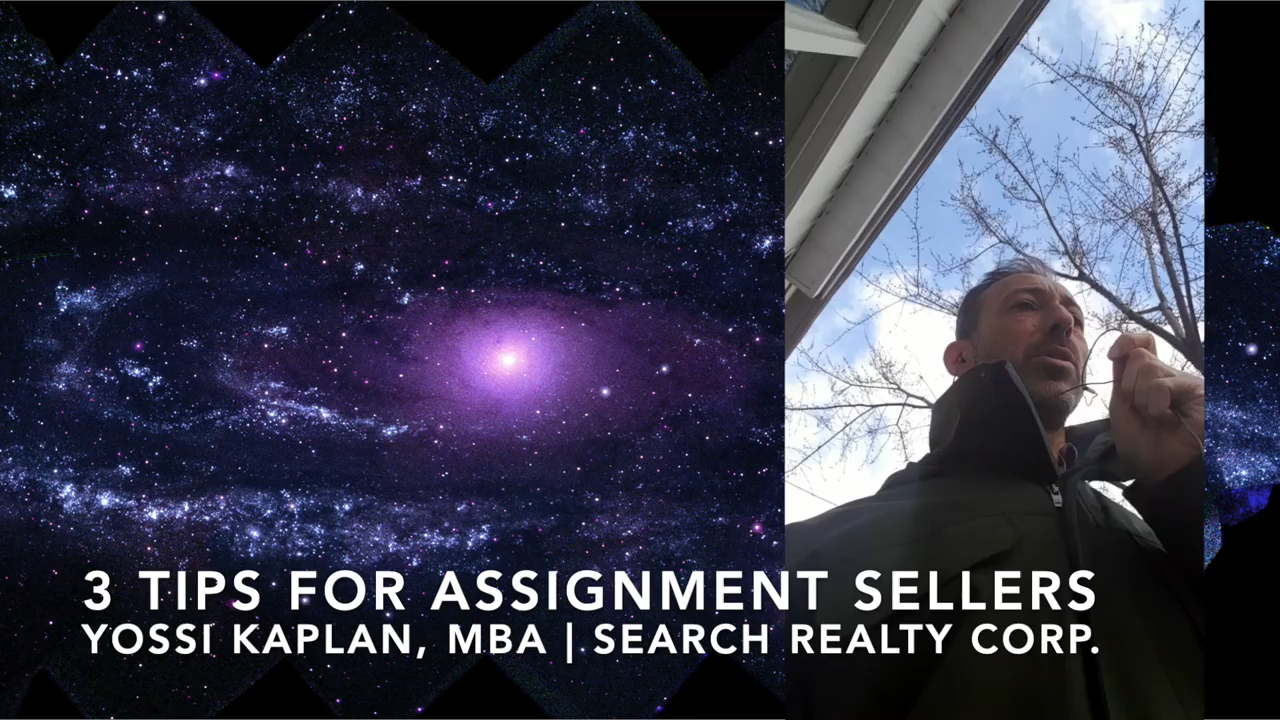 3 TIPS FOR ASSIGNMENT SELLERS
YOSSI KAPLAN, MBA | SEARCH REALTY CORP.